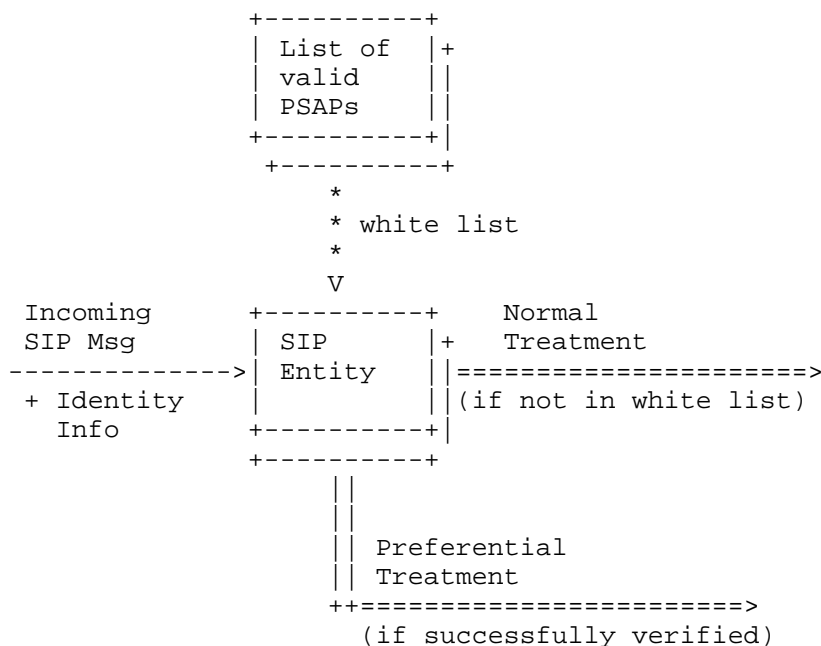 +----------+
| List of  |+
| valid    ||
| PSAPs    ||
+----------+|
+----------+
*
* white list
*
V
Incoming      +----------+    Normal
SIP Msg       | SIP      |+   Treatment
-------------->| Entity   ||======================>
+ Identity    |          ||(if not in white list)
Info        +----------+|
+----------+
||
||
|| Preferential
|| Treatment
++========================>
(if successfully verified)